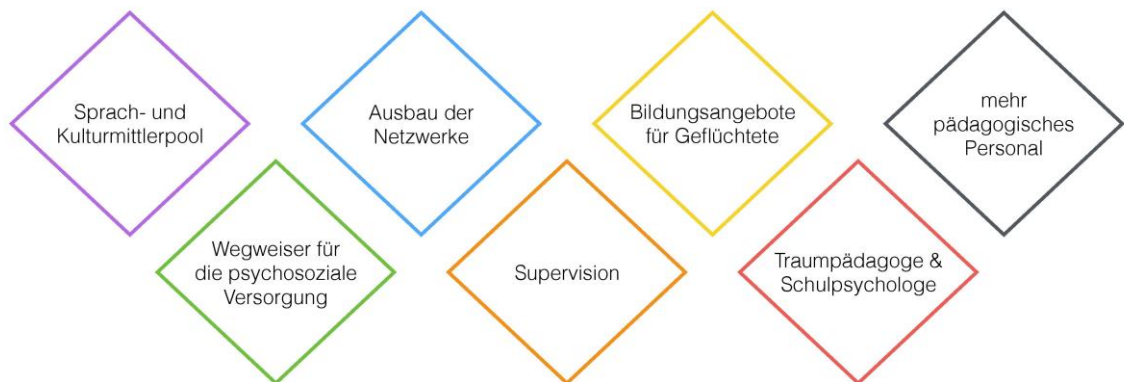 Sprach- und
Kulturmittlerpool
Ausbau der
Netzwerke
Bildungsangebote
für Geflüchtete
mehr
pädagogisches
Personal
Wegweiser für
die psychosoziale
Versorgung
Supervision
Traumpädagoge &
Schulpsychologe